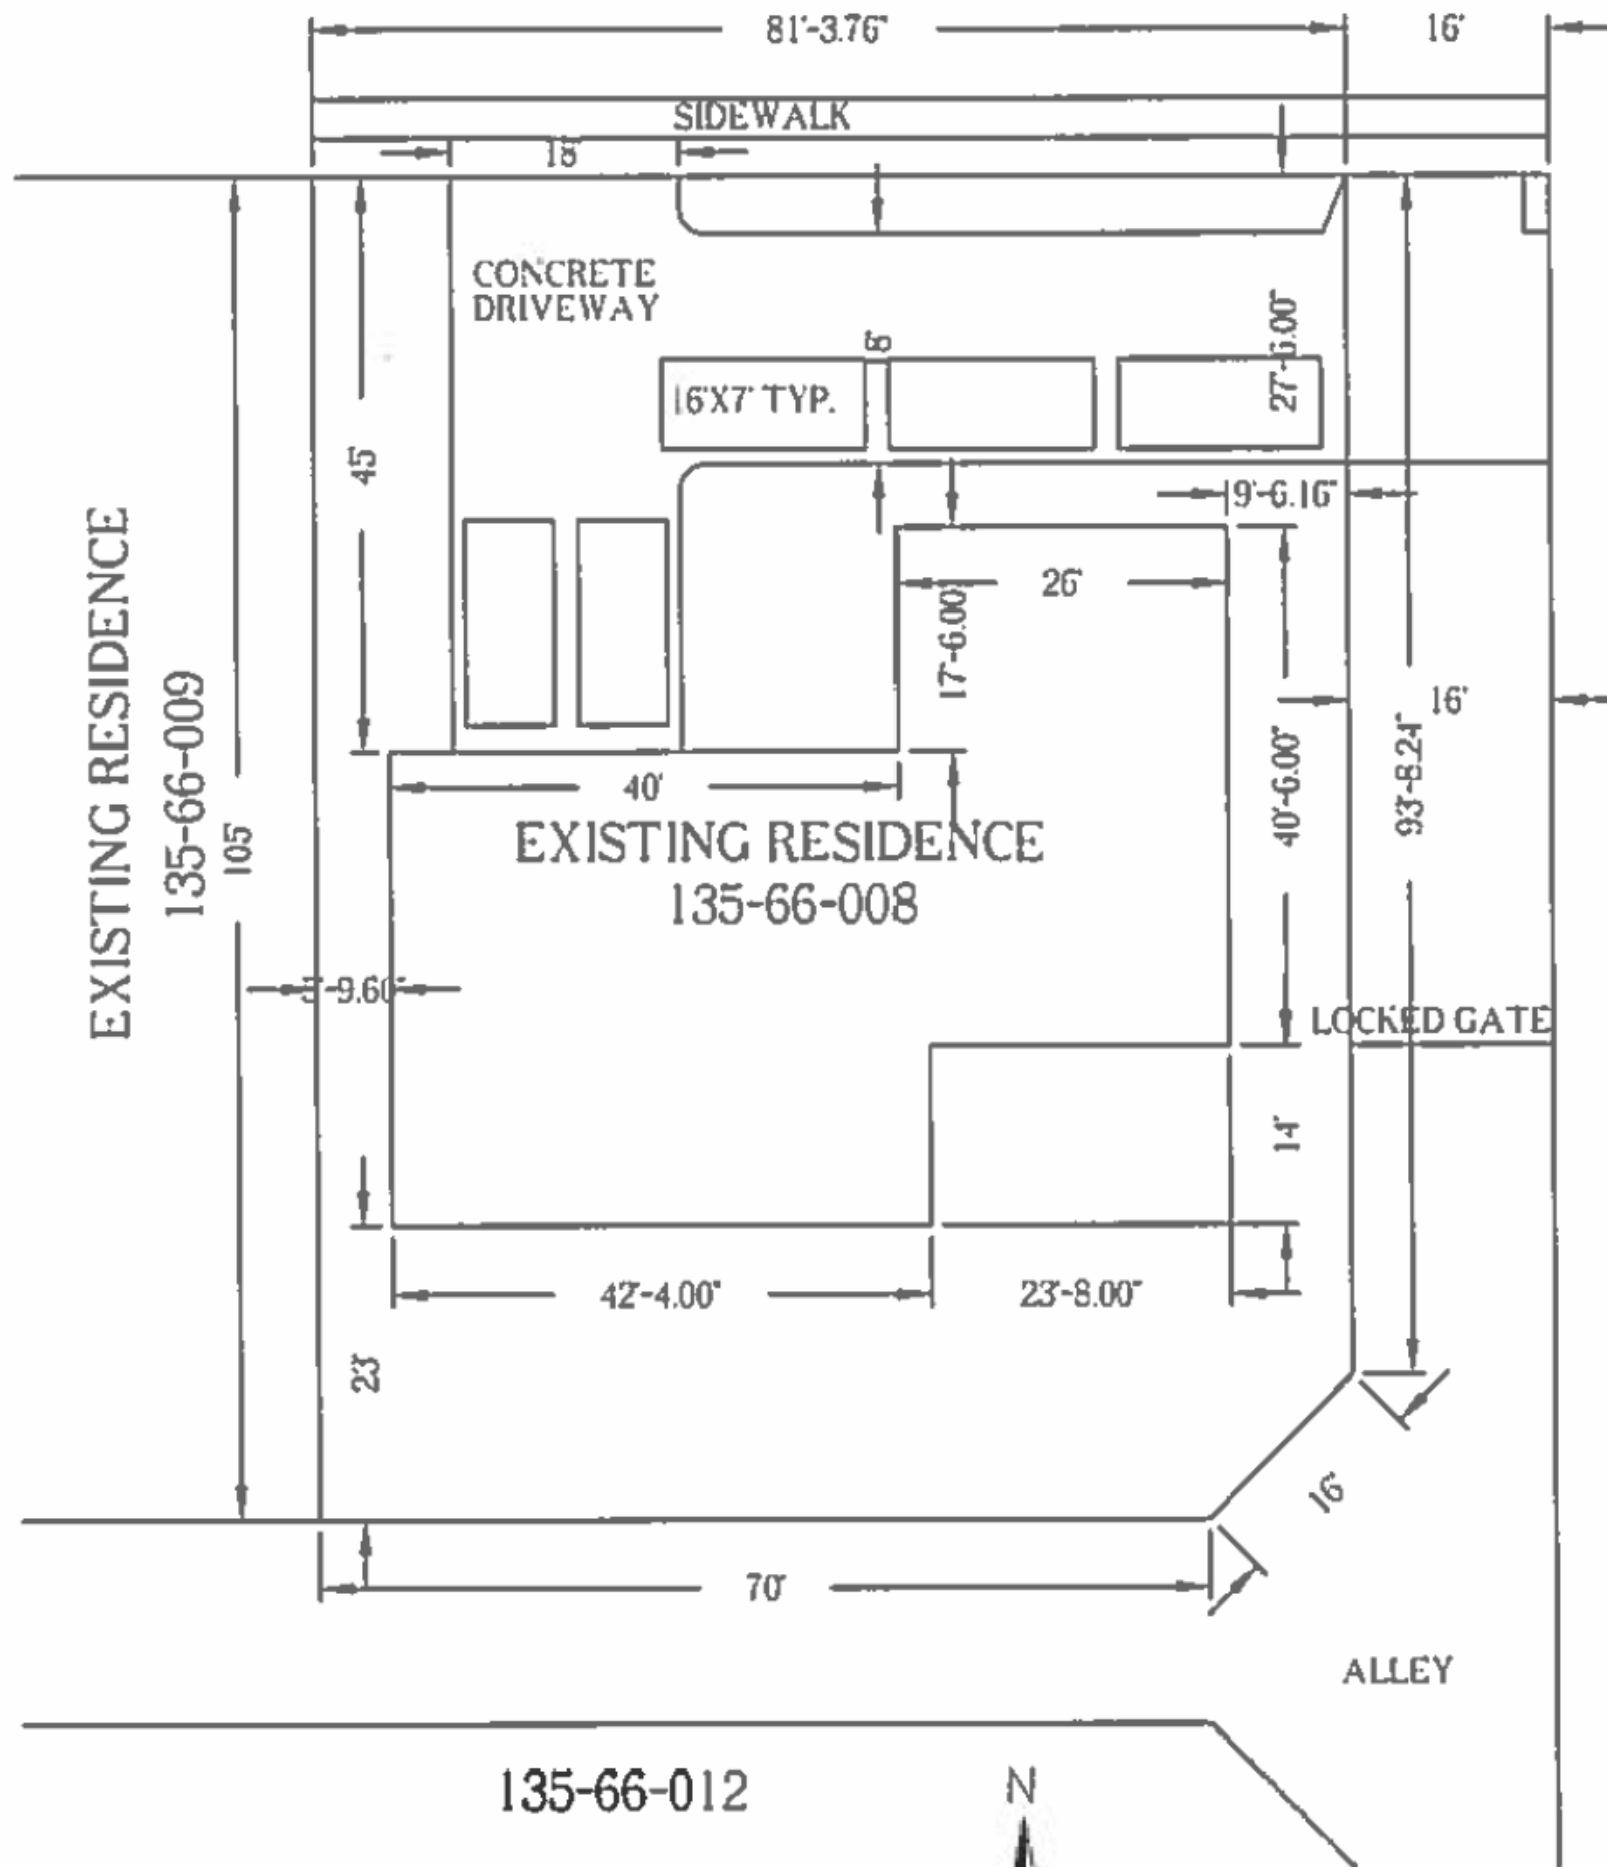 81'-3.76"
16'
SIDEWALK
18'
CONCRETE
DRIVEWAY
27'-6.00"
16'X7' TYP.
45'
9'-6.16"
26'
17'-6.00"
EXISTING RESIDENCE
135-66-009
105'
16'
40'
40'-6.00"
93'-8.24"
EXISTING RESIDENCE
135-66-008
LOCKED GATE
14'
42'-4.00"
23'-8.00"
23'
16'
70'
ALLEY
135-66-012
N